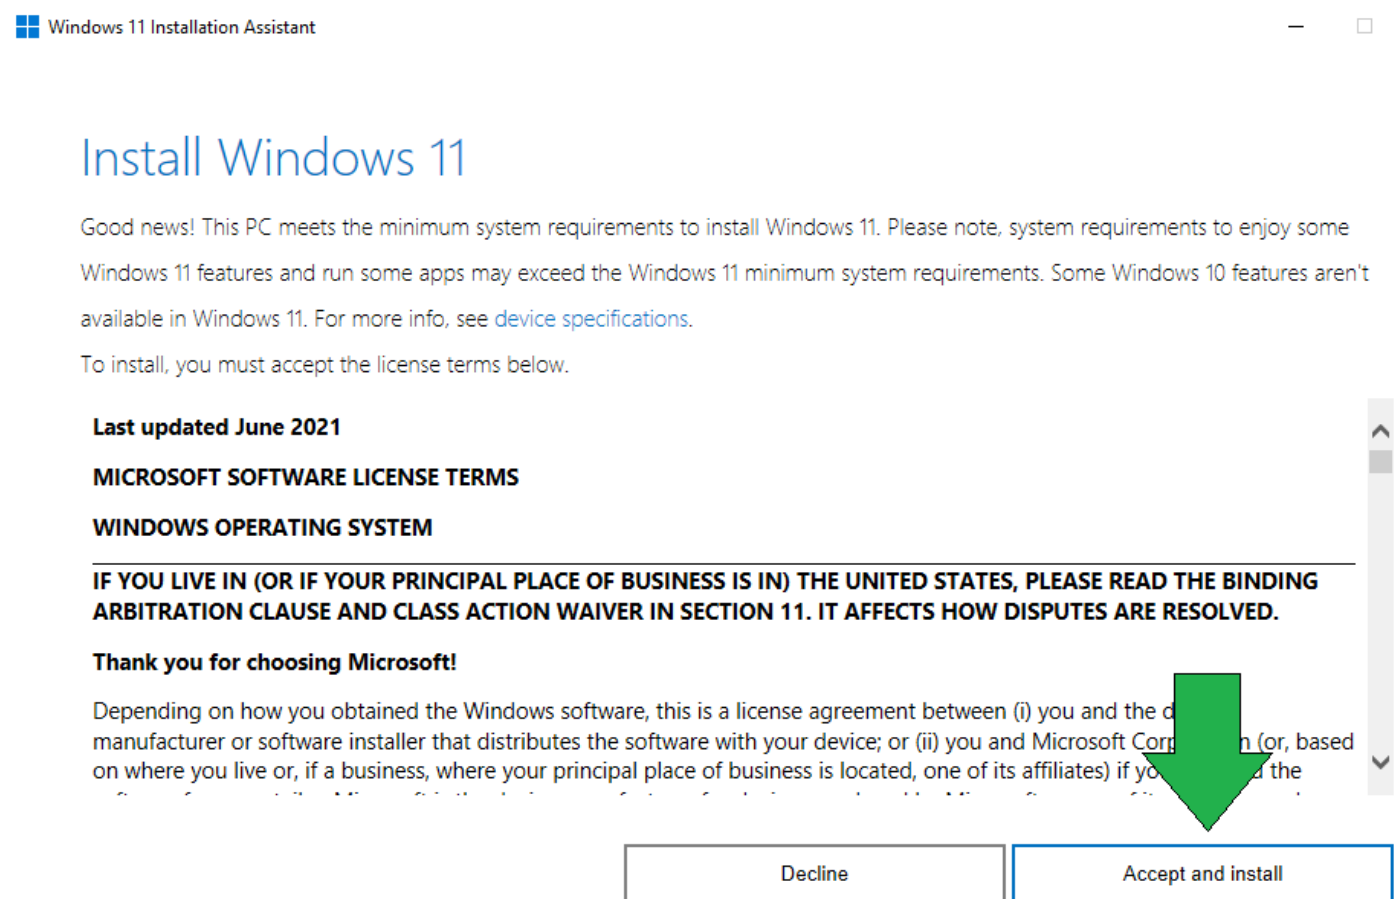 Windows 11 Installation Assistant
Install Windows 11
Good news! This PC meets the minimum system requirements to install Windows 11. Please note, system requirements to enjoy some
Windows 11 features and run some apps may exceed the Windows 11 minimum system requirements. Some Windows 10 features aren't
available in Windows 11. For more info, see device specifications.
To install, you must accept the license terms below.
Last updated June 2021
MICROSOFT SOFTWARE LICENSE TERMS
WINDOWS OPERATING SYSTEM
IF YOU LIVE IN (OR IF YOUR PRINCIPAL PLACE OF BUSINESS IS IN) THE UNITED STATES, PLEASE READ THE BINDING
ARBITRATION CLAUSE AND CLASS ACTION WAIVER IN SECTION 11. IT AFFECTS HOW DISPUTES ARE RESOLVED.
Thank you for choosing Microsoft!
Depending on how you obtained the Windows software, this is a license agreement between (i) you and the
manufacturer or software installer that distributes the software with your device; or (ii) you and Microsoft (or, based
on where you live or, if a business, where your principal place of business is located, one of its affiliates) if the
Decline
Accept and install